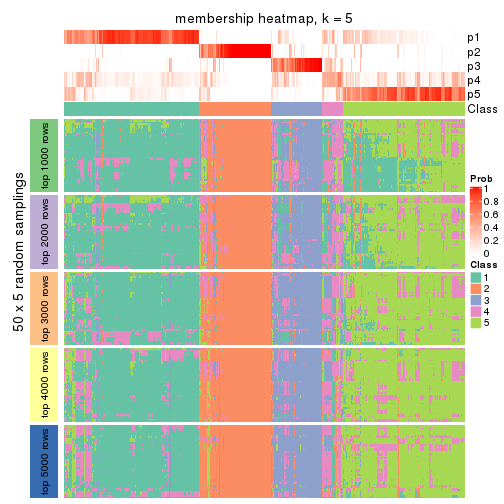 membership heatmap, k = 5
p1
p2
p3
p4
p5
Class
50 x 5 random samplings
top 1000 rows
top 2000 rows
top 3000 rows
top 4000 rows
top 5000 rows
Prob
1
0.8
0.6
0.4
0.2
0
Class
1
2
3
4
5